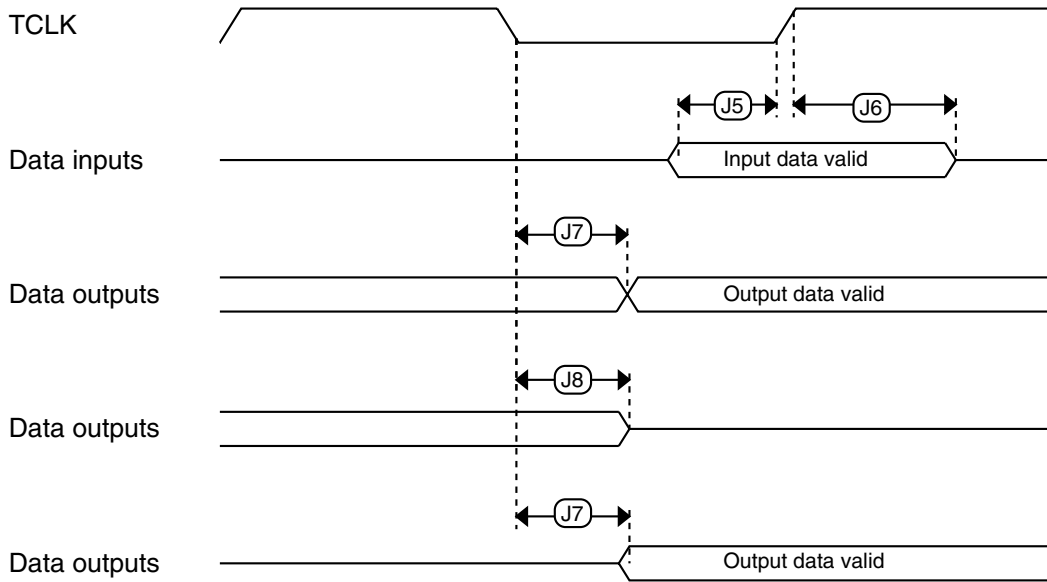 TCLK
J5
J6
Data inputs
Input data valid
J7
Data outputs
Output data valid
J8
Data outputs
J7
Data outputs
Output data valid